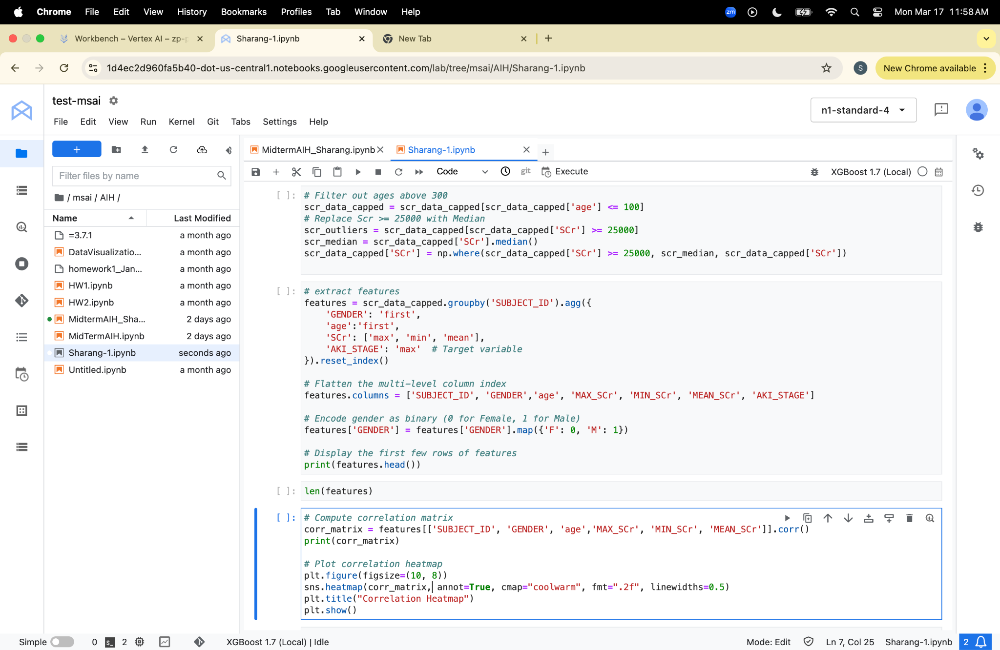 Chrome File Edit View History Bookmarks Profiles Tab Window Help zm Mon Mar 17 11:58 AM
Workbench – Vertex AI – zp-p Sharang-1.ipynb New Tab
1d4ec2d960fa5b40-dot-us-central1.notebooks.googleusercontent.com/lab/tree/msai/AIH/Sharang-1.ipynb S New Chrome available
test-msai
n1-standard-4
File Edit View Run Kernel Git Tabs Settings Help
MidtermAIH_Sharang.ipynb Sharang-1.ipynb
Filter files by name
Code git Execute XGBoost 1.7 (Local)
/ msai / AIH /
Name Last Modified
=3.7.1 a month ago
DataVisualizatio... a month ago
homework1_Jan... a month ago
HW1.ipynb a month ago
HW2.ipynb a month ago
MidtermAIH_Sha... 2 days ago
MidTermAIH.ipynb 2 days ago
Sharang-1.ipynb seconds ago
Untitled.ipynb a month ago
[ ]: # Filter out ages above 300
scr_data_capped = scr_data_capped[scr_data_capped['age'] <= 100]
# Replace Scr >= 25000 with Median
scr_outliers = scr_data_capped[scr_data_capped['SCr'] >= 25000]
scr_median = scr_data_capped['SCr'].median()
scr_data_capped['SCr'] = np.where(scr_data_capped['SCr'] >= 25000, scr_median, scr_data_capped['SCr'])
[ ]: # extract features
features = scr_data_capped.groupby('SUBJECT_ID').agg({
'GENDER': 'first',
'age':'first',
'SCr': ['max', 'min', 'mean'],
'AKI_STAGE': 'max' # Target variable
}).reset_index()
# Flatten the multi-level column index
features.columns = ['SUBJECT_ID', 'GENDER','age', 'MAX_SCr', 'MIN_SCr', 'MEAN_SCr', 'AKI_STAGE']
# Encode gender as binary (0 for Female, 1 for Male)
features['GENDER'] = features['GENDER'].map({'F': 0, 'M': 1})
# Display the first few rows of features
print(features.head())
[ ]: len(features)
[ ]: # Compute correlation matrix
corr_matrix = features[['SUBJECT_ID', 'GENDER', 'age','MAX_SCr', 'MIN_SCr', 'MEAN_SCr']].corr()
print(corr_matrix)
# Plot correlation heatmap
plt.figure(figsize=(10, 8))
sns.heatmap(corr_matrix, annot=True, cmap="coolwarm", fmt=".2f", linewidths=0.5)
plt.title("Correlation Heatmap")
plt.show()
Simple 0 $_ 2 XGBoost 1.7 (Local) | Idle Mode: Edit Ln 7, Col 25 Sharang-1.ipynb 2